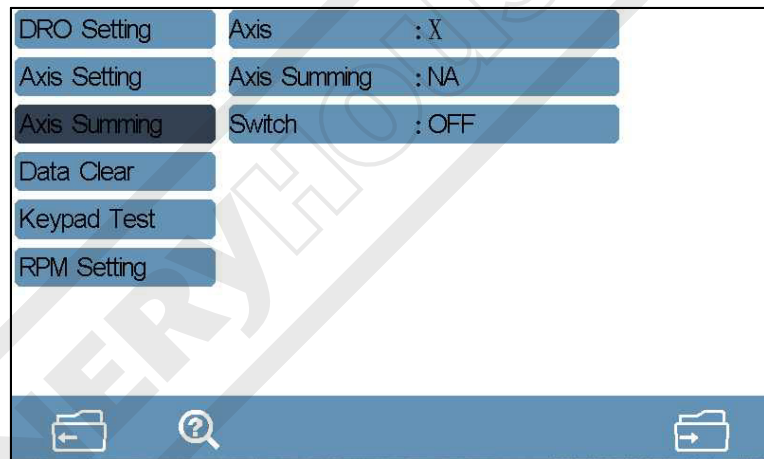 DRO Setting Axis : X
Axis Setting Axis Summing : NA
Axis Summing Switch : OFF
Data Clear
Keypad Test
RPM Setting